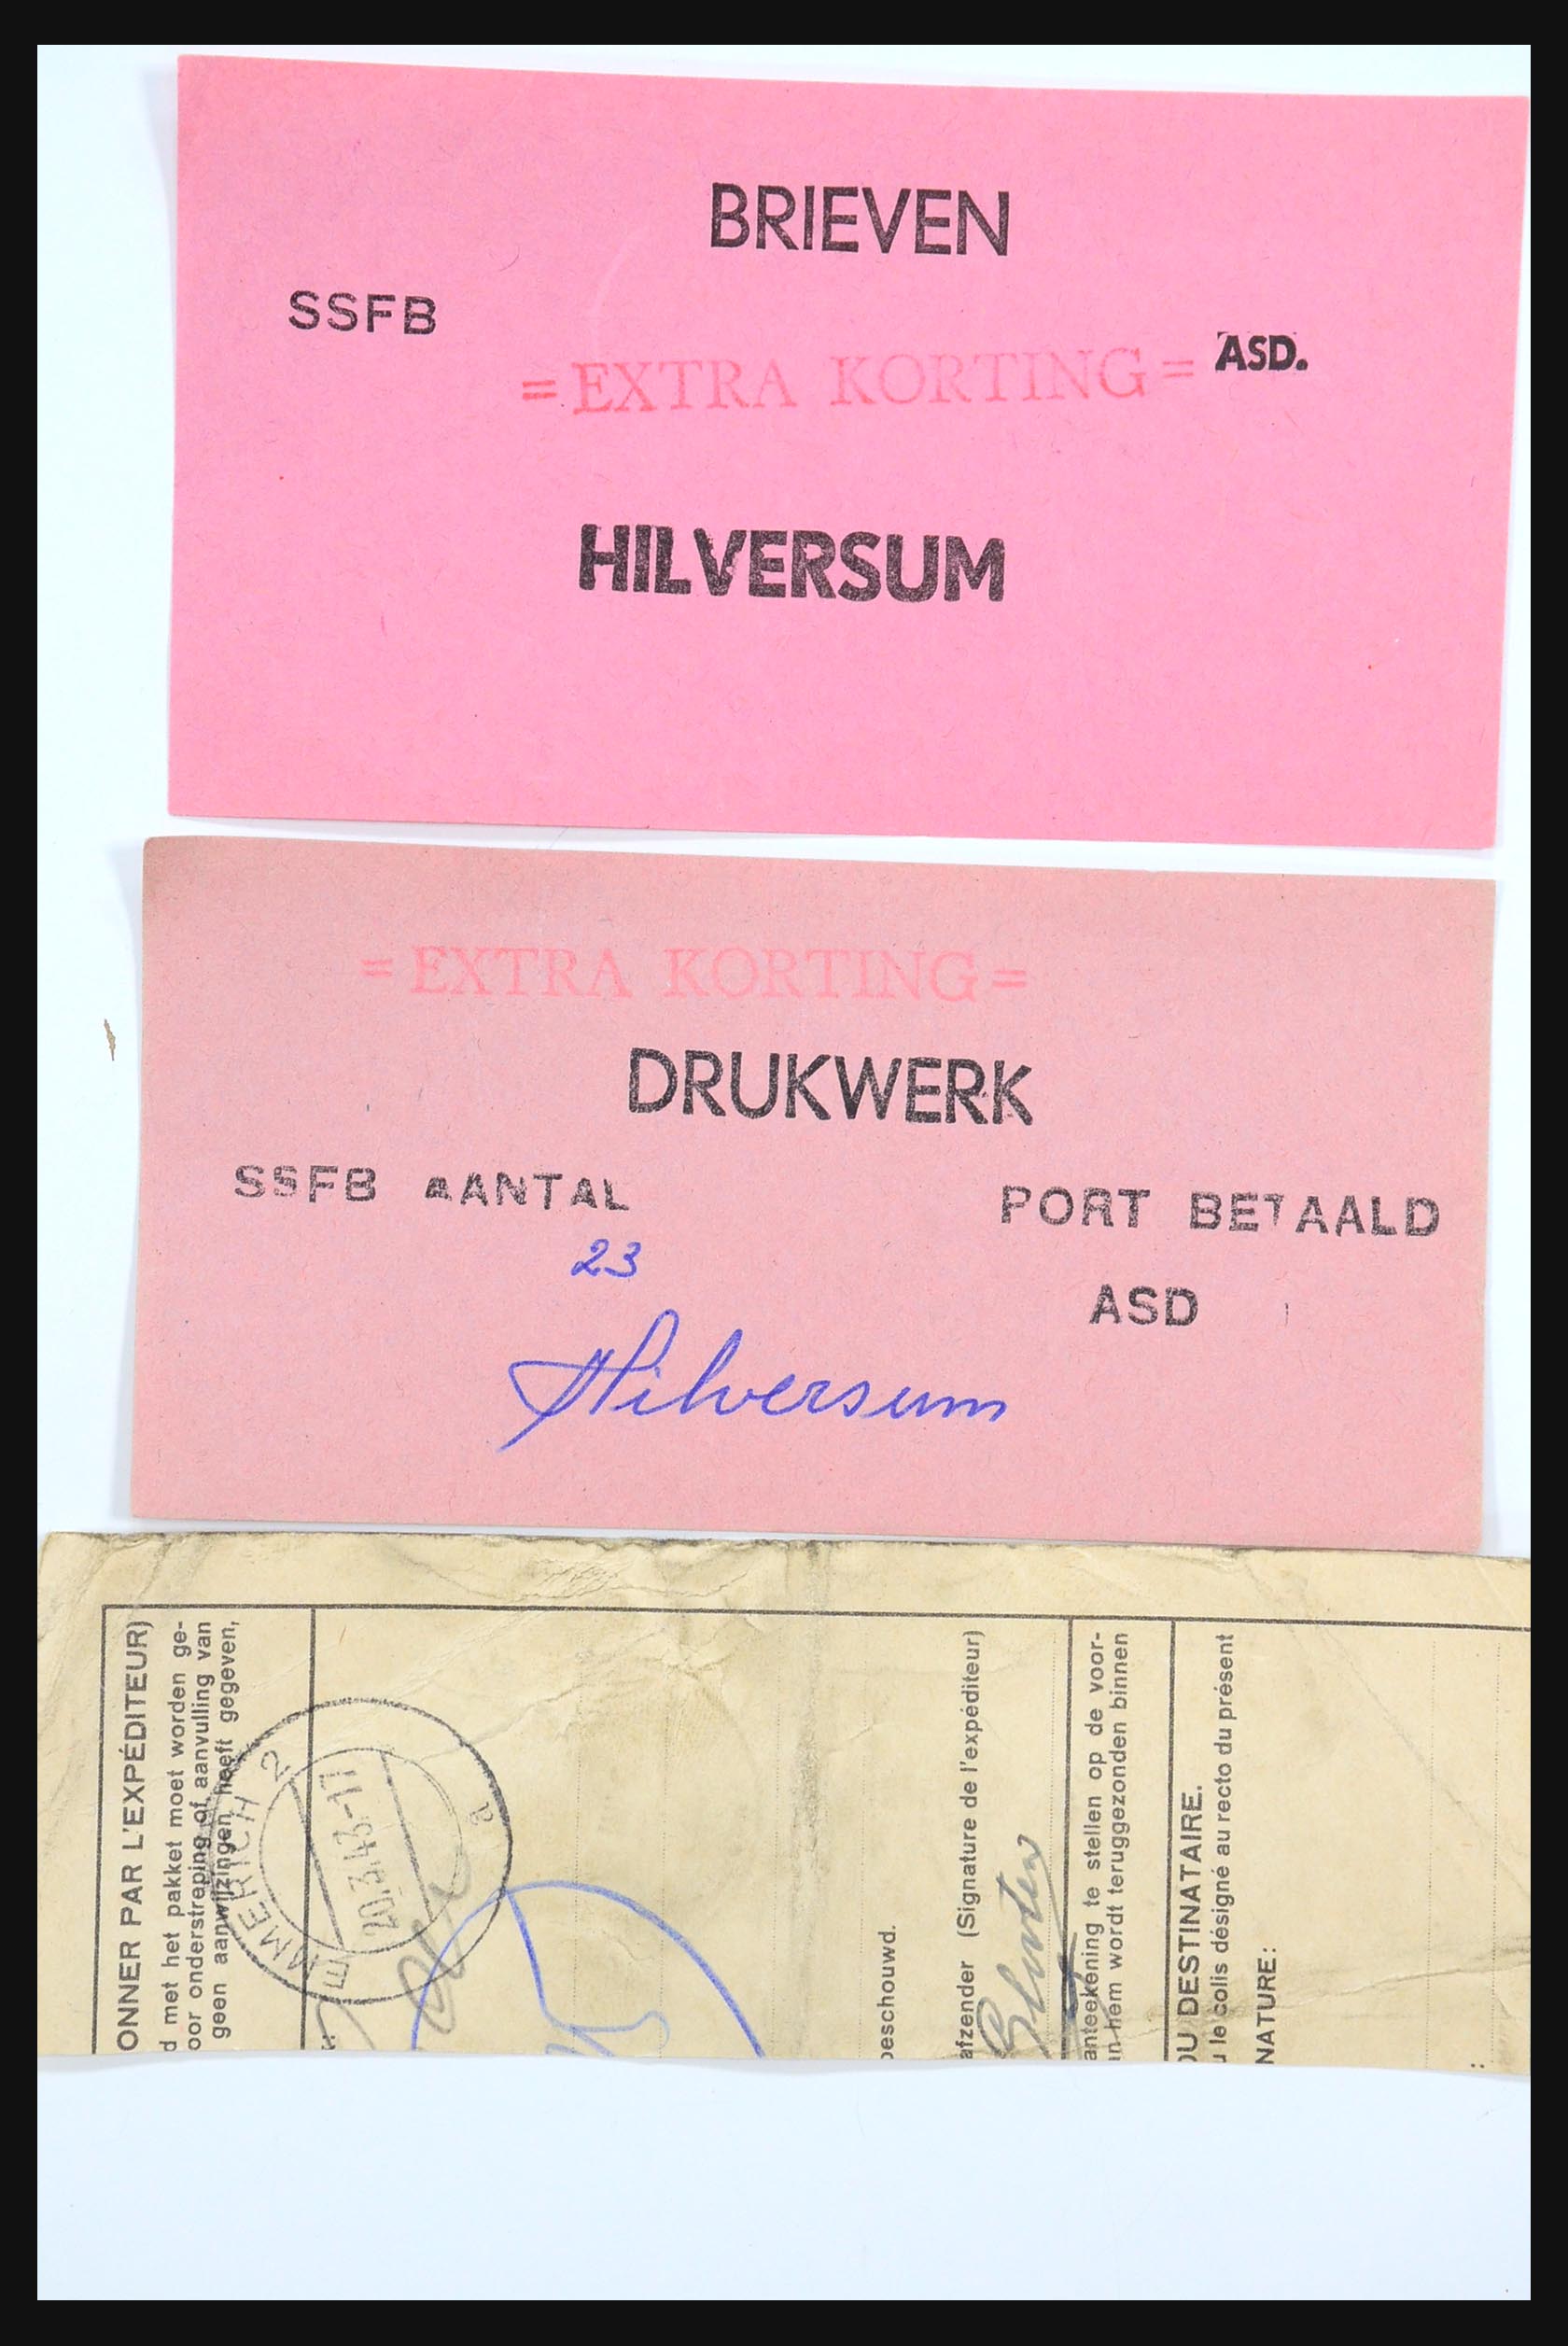 BRIEVEN
SSFB
ASD.
=EXTRA KORTING=
HILVERSUM
=EXTRA KORTING=
DRUKWERK
SSFB AANTAL
PORT BETAALD
23
ASD
Hilversum
ONNER PAR L'EXPÉDITEUR)
d met het pakket moet worden ge-
oor onderstreping of aanvulling van
geen aanwijzingen heeft gegeven,
EMMERICH 2
20.3.43-17
a
beschouwd.
afzender (Signature de l'expéditeur)
anteekening te stellen op de voor-
n hem wordt teruggezonden binnen
DU DESTINATAIRE.
u le colis désigné au recto du présent
NATURE: